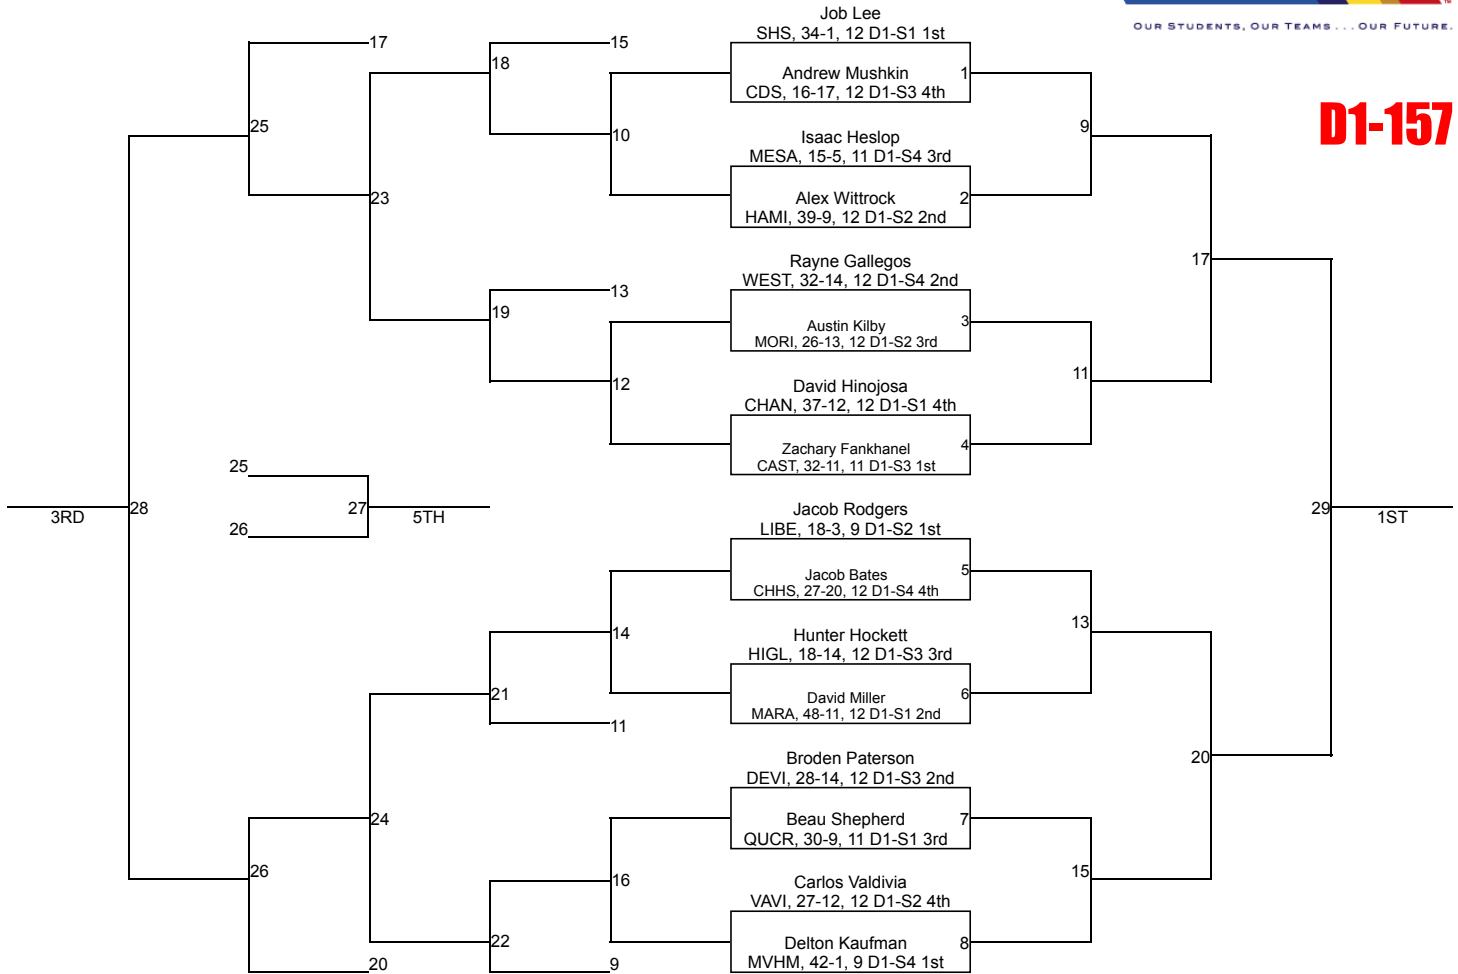 OUR STUDENTS, OUR TEAMS . . . OUR FUTURE.
TM
D1-157
Job Lee
SHS, 34-1, 12 D1-S1 1st
Andrew Mushkin
CDS, 16-17, 12 D1-S3 4th
1
Isaac Heslop
MESA, 15-5, 11 D1-S4 3rd
Alex Wittrock
HAMI, 39-9, 12 D1-S2 2nd
2
Rayne Gallegos
WEST, 32-14, 12 D1-S4 2nd
Austin Kilby
MORI, 26-13, 12 D1-S2 3rd
3
David Hinojosa
CHAN, 37-12, 12 D1-S1 4th
Zachary Fankhanel
CAST, 32-11, 11 D1-S3 1st
4
Jacob Rodgers
LIBE, 18-3, 9 D1-S2 1st
Jacob Bates
CHHS, 27-20, 12 D1-S4 4th
5
Hunter Hockett
HIGL, 18-14, 12 D1-S3 3rd
David Miller
MARA, 48-11, 12 D1-S1 2nd
6
Broden Paterson
DEVI, 28-14, 12 D1-S3 2nd
Beau Shepherd
QUCR, 30-9, 11 D1-S1 3rd
7
Carlos Valdivia
VAVI, 27-12, 12 D1-S2 4th
Delton Kaufman
MVHM, 42-1, 9 D1-S4 1st
8
9
11
13
15
17
20
29
1ST
15
10
13
12
14
11
16
9
18
19
21
22
17
23
24
20
25
26
25
26
27
5TH
28
3RD